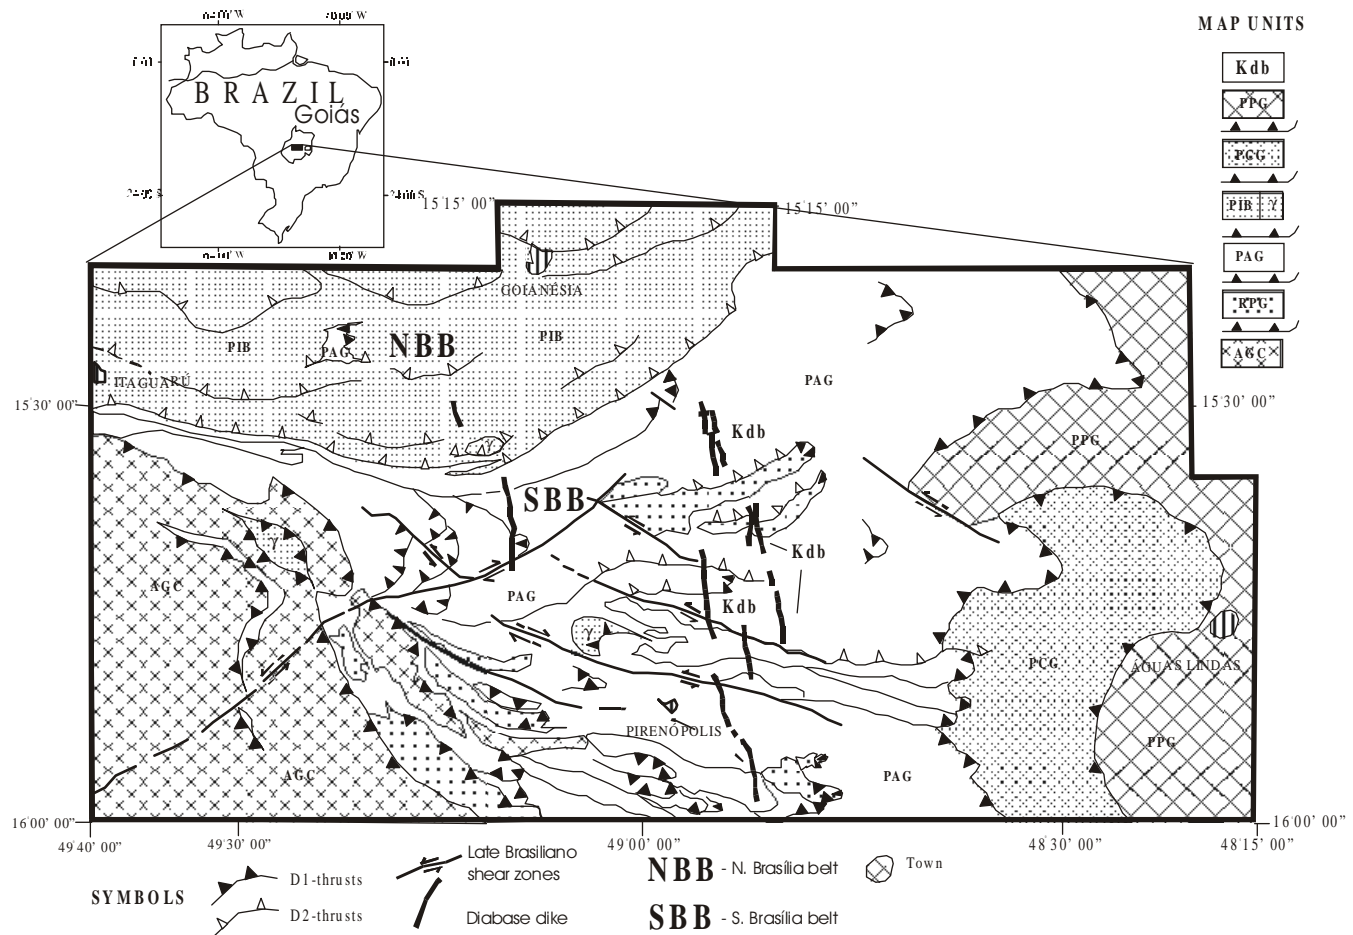 MAP UNITS
Kdb
PPG
PCG
PIB γ
PAG
RPG
AGC
BRAZIL
Goiás
15°15' 00"
15°15' 00"
GOIANÉSIA
PIB
PAG
NBB
PIB
ITAGUARÚ
PAG
15°30' 00"
15°30' 00"
Kdb
PPG
γ
SBB
γ
Kdb
AGC
PAG
Kdb
γ
PCG
ÁGUAS LINDAS
PIRENÓPOLIS
PPG
AGC
PAG
16°00' 00"
16°00' 00"
49°40' 00"
49°30' 00"
49°00' 00"
48°30' 00"
48°15' 00"
SYMBOLS
D1-thrusts
D2-thrusts
Late Brasiliano
shear zones
Diabase dike
NBB - N. Brasília belt
SBB - S. Brasília belt
Town